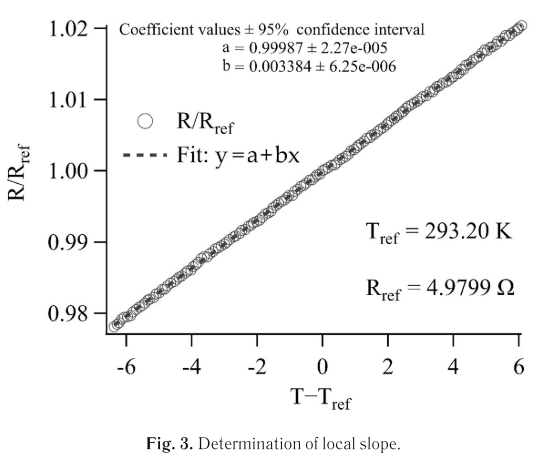 Coefficient values ± 95% confidence interval
a = 0.99987 ± 2.27e-005
b = 0.003384 ± 6.25e-006
R/Rref
Fit: y=a+bx
Tref = 293.20 K
Rref = 4.9799 Ω
R/Rref
1.02
1.01
1.00
0.99
0.98
-6 -4 -2 0 2 4 6
T−Tref
Fig. 3. Determination of local slope.